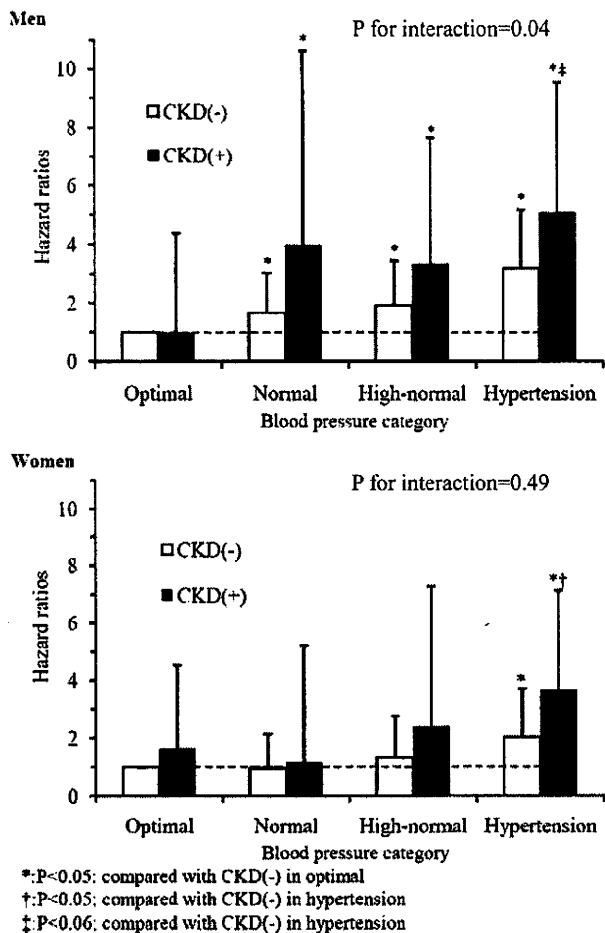 Men
P for interaction=0.04
*
10
*‡
CKD(-)
8
*
CKD(+)
6
*
Hazard ratios
*
*
4
2
0
Optimal Normal High-normal Hypertension
Blood pressure category
Women
P for interaction=0.49
10
CKD(-)
8
*†
CKD(+)
6
Hazard ratios
*
4
2
0
Optimal Normal High-normal Hypertension
Blood pressure category
*:P<0.05: compared with CKD(-) in optimal
†:P<0.05; compared with CKD(-) in hypertension
‡:P<0.06; compared with CKD(-) in hypertension